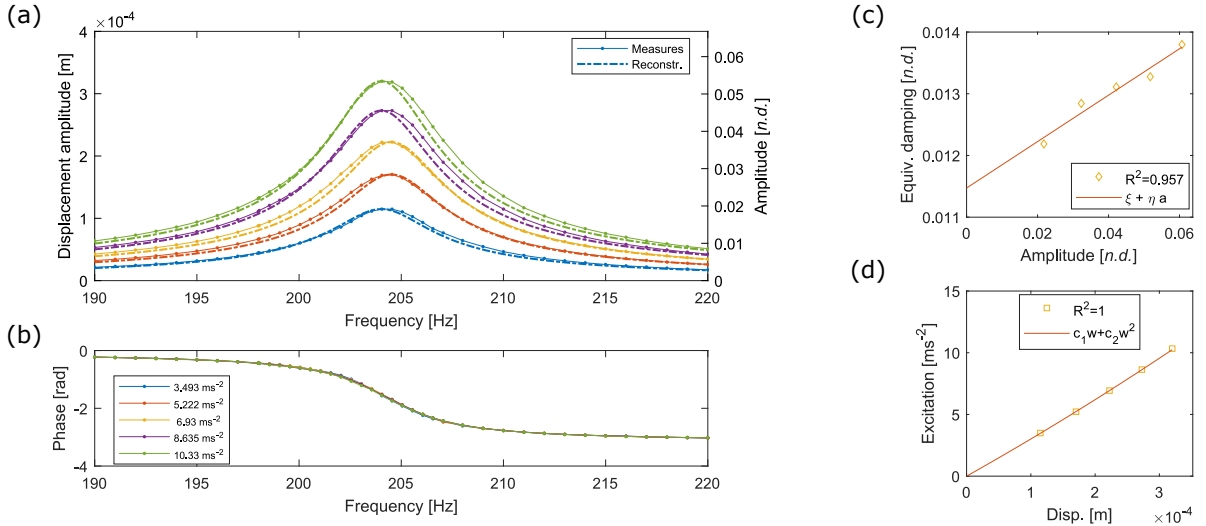 (a)
×10⁻⁴
4
3
2
1
0
Displacement amplitude [m]
Measures
Reconstr.
0.06
0.05
0.04
0.03
0.02
0.01
0
Amplitude [n.d.]
190 195 200 205 210 215 220
Frequency [Hz]
(b)
0
-2
-4
Phase [rad]
3.493 ms⁻²
5.222 ms⁻²
6.93 ms⁻²
8.635 ms⁻²
10.33 ms⁻²
190 195 200 205 210 215 220
Frequency [Hz]
(c)
0.014
0.013
0.012
0.011
Equiv. damping [n.d.]
R²=0.957
ξ + η a
0 0.02 0.04 0.06
Amplitude [n.d.]
(d)
15
10
5
0
Excitation [ms⁻²]
R²=1
c₁w+c₂w²
0 1 2 3
Disp. [m]
×10⁻⁴